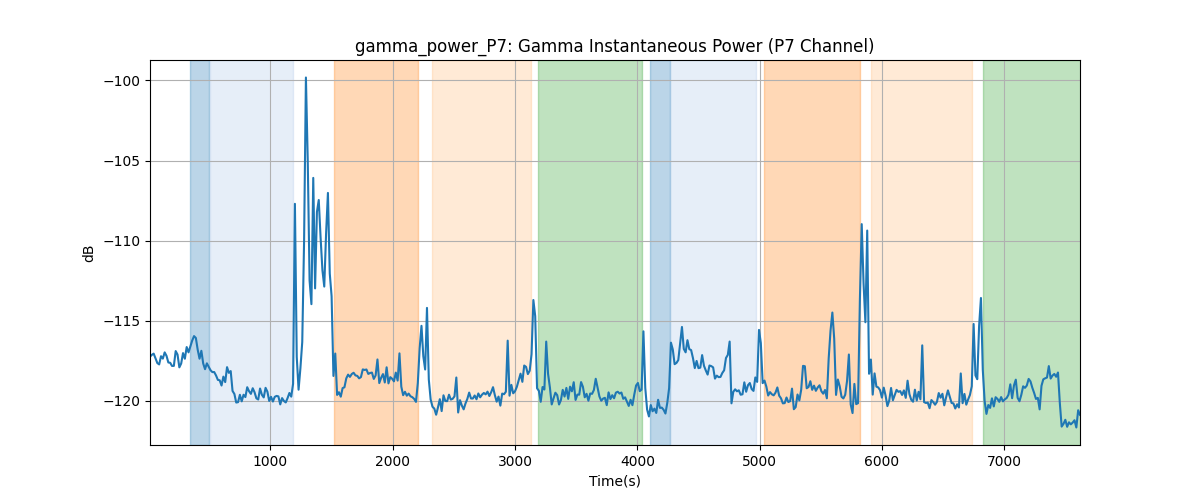 gamma_power_P7: Gamma Instantaneous Power (P7 Channel)
−100
−105
−110
−115
−120
dB
1000 2000 3000 4000 5000 6000 7000
Time(s)